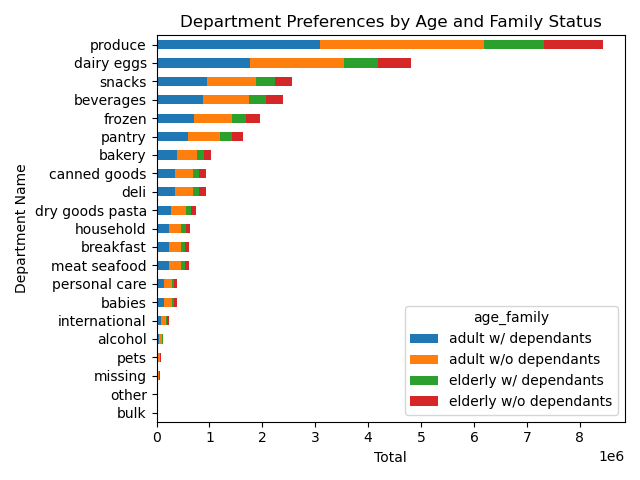 Department Preferences by Age and Family Status
Department Name
produce
dairy eggs
snacks
beverages
frozen
pantry
bakery
canned goods
deli
dry goods pasta
household
breakfast
meat seafood
personal care
babies
international
alcohol
pets
missing
other
bulk
age_family
adult w/ dependants
adult w/o dependants
elderly w/ dependants
elderly w/o dependants
0 1 2 3 4 5 6 7 8
1e6
Total